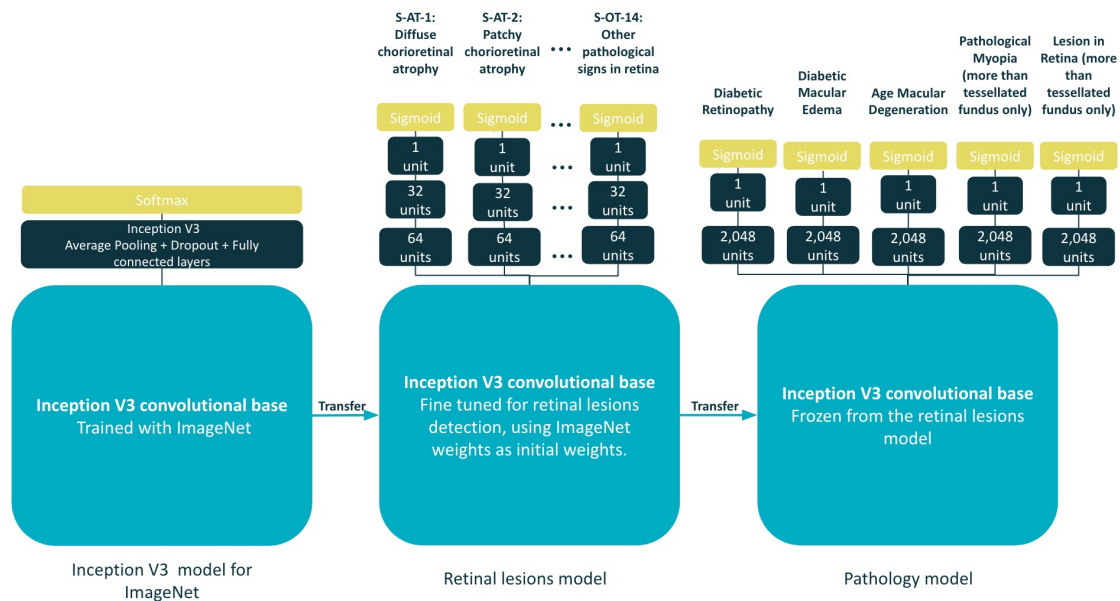 Softmax
Inception V3
Average Pooling + Dropout + Fully
connected layers
Inception V3 convolutional base
Trained with ImageNet
Inception V3  model for
ImageNet
Transfer
S-AT-1:
Diffuse
chorioretinal
atrophy
S-AT-2:
Patchy
chorioretinal
atrophy
...
S-OT-14:
Other
pathological
signs in retina
Sigmoid
Sigmoid
...
Sigmoid
1
unit
1
unit
...
1
unit
32
units
32
units
...
32
units
64
units
64
units
...
64
units
Inception V3 convolutional base
Fine tuned for retinal lesions
detection, using ImageNet
weights as initial weights.
Retinal lesions model
Transfer
Diabetic
Retinopathy
Diabetic
Macular
Edema
Age Macular
Degeneration
Pathological
Myopia
(more than
tessellated
fundus only)
Lesion in
Retina (more
than
tessellated
fundus only)
Sigmoid
Sigmoid
Sigmoid
Sigmoid
Sigmoid
1
unit
1
unit
1
unit
1
unit
1
unit
2,048
units
2,048
units
2,048
units
2,048
units
2,048
units
Inception V3 convolutional base
Frozen from the retinal lesions
model
Pathology model